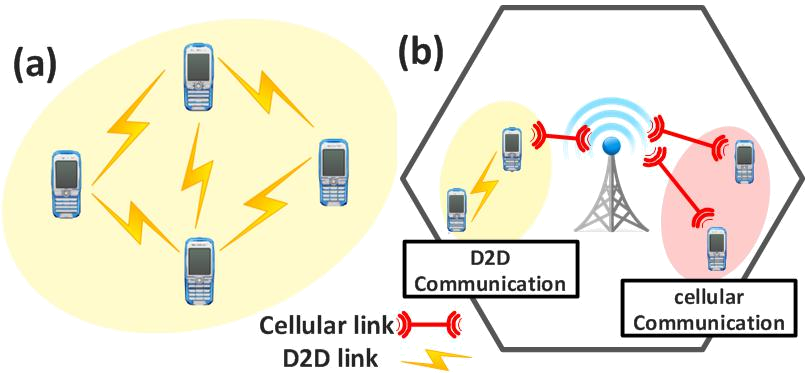 (a)
(b)
D2D
Communication
cellular
Communication
Cellular link
D2D link